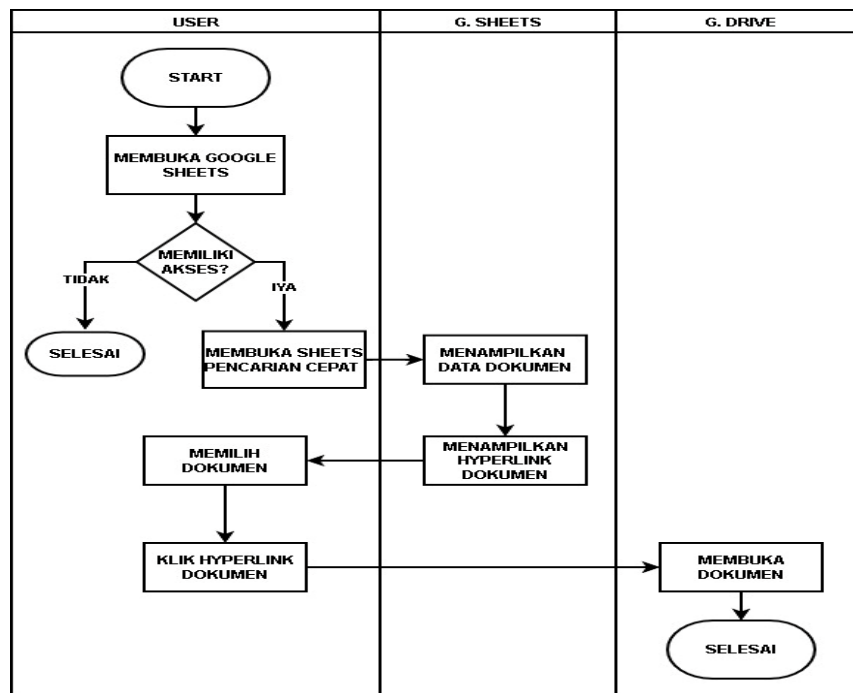 USER
G. SHEETS
G. DRIVE
START
MEMBUKA GOOGLE
SHEETS
MEMILIKI
AKSES?
TIDAK
IYA
SELESAI
MEMBUKA SHEETS
PENCARIAN CEPAT
MENAMPILKAN
DATA DOKUMEN
MENAMPILKAN
HYPERLINK
DOKUMEN
MEMILIH
DOKUMEN
KLIK HYPERLINK
DOKUMEN
MEMBUKA
DOKUMEN
SELESAI